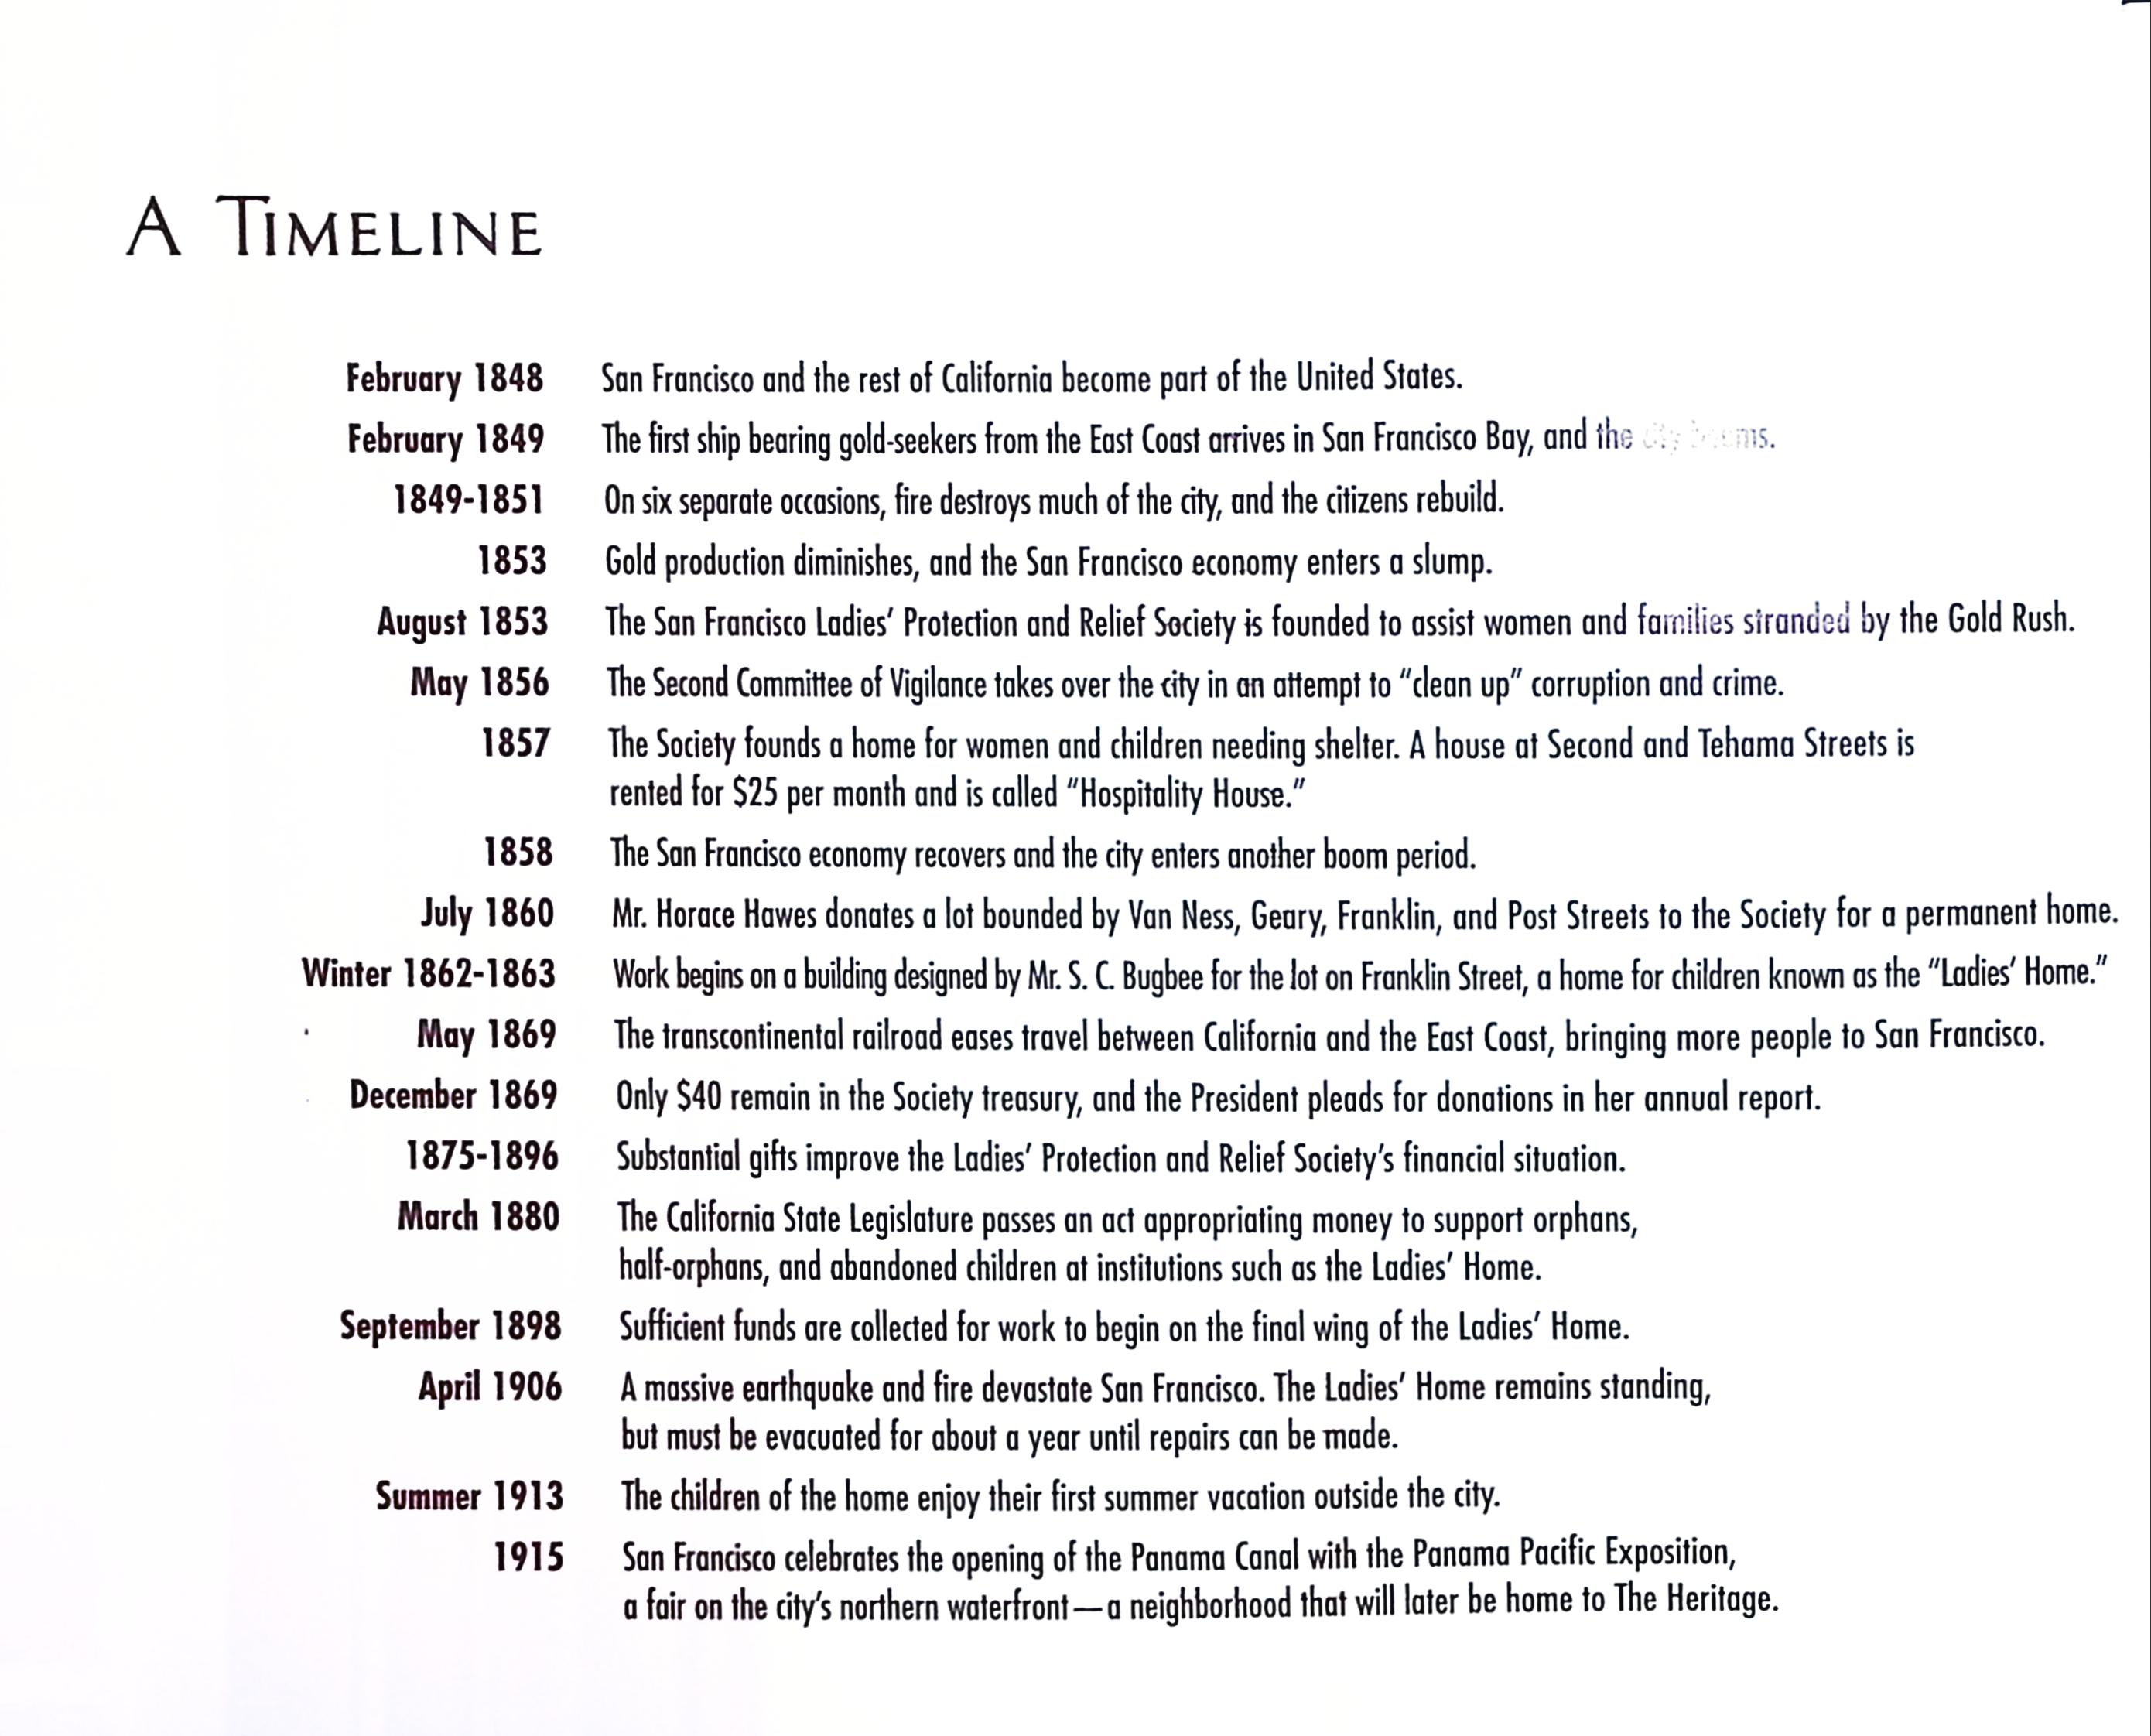 A TIMELINE
February 1848 San Francisco and the rest of California become part of the United States.
February 1849 The first ship bearing gold-seekers from the East Coast arrives in San Francisco Bay, and the
1849-1851 On six separate occasions, fire destroys much of the city, and the citizens rebuild.
1853 Gold production diminishes, and the San Francisco economy enters a slump.
August 1853 The San Francisco Ladies’ Protection and Relief Society is founded to assist women and families stranded by the Gold Rush.
May 1856 The Second Committee of Vigilance takes over the city in an attempt to “clean up” corruption and crime.
1857 The Society founds a home for women and children needing shelter. A house at Second and Tehama Streets is
rented for $25 per month and is called “Hospitality House.”
1858 The San Francisco economy recovers and the city enters another boom period.
July 1860 Mr. Horace Hawes donates a lot bounded by Van Ness, Geary, Franklin, and Post Streets to the Society for a permanent home.
Winter 1862-1863 Work begins on a building designed by Mr. S. C. Bugbee for the lot on Franklin Street, a home for children known as the “Ladies’ Home.”
May 1869 The transcontinental railroad eases travel between California and the East Coast, bringing more people to San Francisco.
December 1869 Only $40 remain in the Society treasury, and the President pleads for donations in her annual report.
1875-1896 Substantial gifts improve the Ladies’ Protection and Relief Society’s financial situation.
March 1880 The California State Legislature passes an act appropriating money to support orphans,
half-orphans, and abandoned children at institutions such as the Ladies’ Home.
September 1898 Sufficient funds are collected for work to begin on the final wing of the Ladies’ Home.
April 1906 A massive earthquake and fire devastate San Francisco. The Ladies’ Home remains standing,
but must be evacuated for about a year until repairs can be made.
Summer 1913 The children of the home enjoy their first summer vacation outside the city.
1915 San Francisco celebrates the opening of the Panama Canal with the Panama Pacific Exposition,
a fair on the city’s northern waterfront—a neighborhood that will later be home to The Heritage.